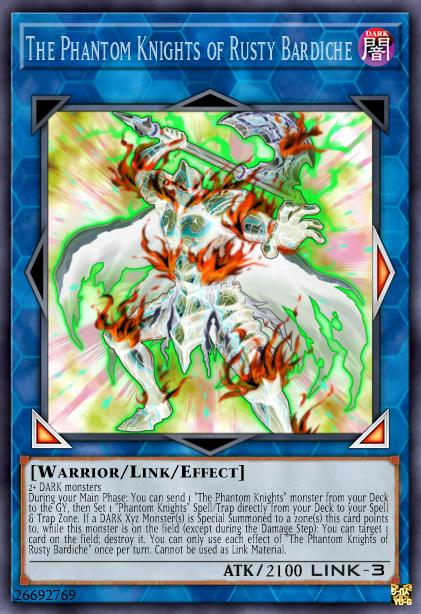 The Phantom Knights of Rusty Bardiche
DARK
闇
[Warrior/Link/Effect]
2+ DARK monsters
During your Main Phase: You can send 1 "The Phantom Knights" monster from your Deck
to the GY, then Set 1 "Phantom Knights" Spell/Trap directly from your Deck to your Spell
& Trap Zone. If a DARK Xyz Monster(s) is Special Summoned to a zone(s) this card points
to, while this monster is on the field (except during the Damage Step): You can target 1
card on the field; destroy it. You can only use each effect of "The Phantom Knights of
Rusty Bardiche" once per turn. Cannot be used as Link Material.
ATK/2100 LINK-3
26692769